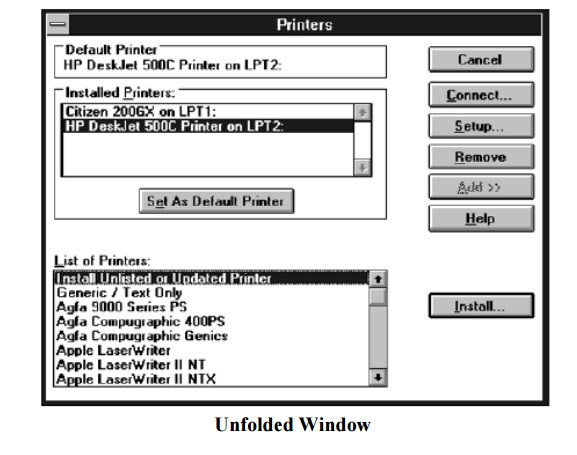 Printers
Default Printer
HP DeskJet 500C Printer on LPT2:
Cancel
Installed Printers:
Citizen 200GX on LPT1:
HP DeskJet 500C Printer on LPT2:
Connect...
Setup...
Remove
Add >>
Set As Default Printer
Help
List of Printers:
Install Unlisted or Updated Printer
Generic / Text Only
Agfa 9000 Series PS
Agfa Compugraphic 400PS
Agfa Compugraphic Genics
Apple LaserWriter
Apple LaserWriter II NT
Apple LaserWriter II NTX
Install...
Unfolded Window